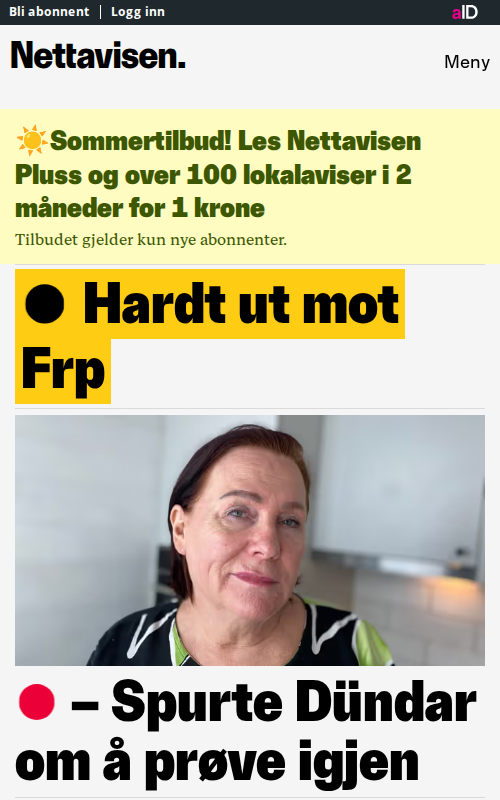 Bli abonnent | Logg inn
aID
Nettavisen.
Meny
☀️Sommertilbud! Les Nettavisen
Pluss og over 100 lokalaviser i 2
måneder for 1 krone
Tilbudet gjelder kun nye abonnenter.
● Hardt ut mot
Frp
🔴 – Spurte Dündar
om å prøve igjen